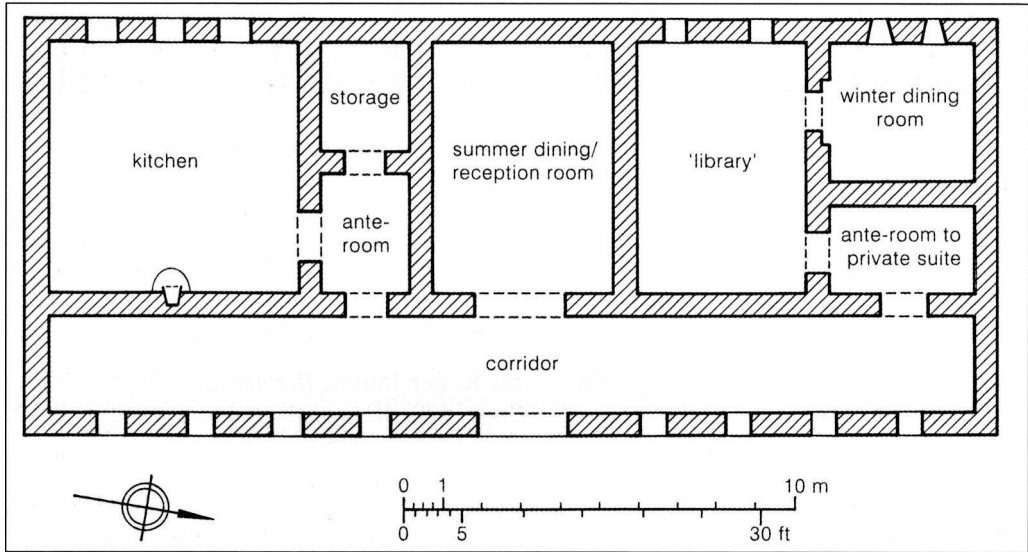 storage
kitchen
summer dining/
reception room
'library'
winter dining
room
ante-
room
ante-room to
private suite
corridor
0 1 10 m
0 5 30 ft